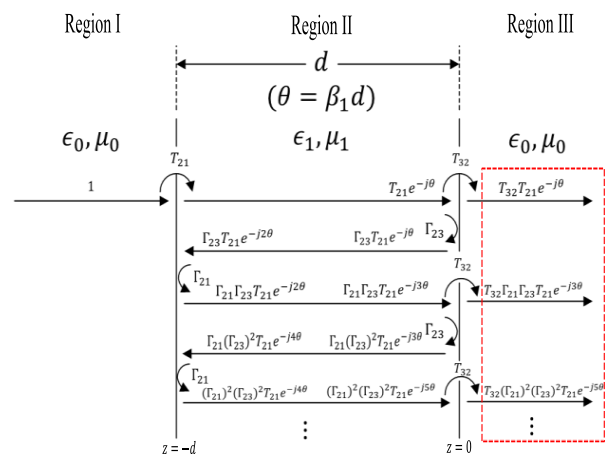 Region I Region II Region III
d
(θ = β₁d)
ϵ₀, μ₀ ϵ₁, μ₁ ϵ₀, μ₀
T₂₁ T₃₂
1 T₂₁e^{-jθ} T₃₂T₂₁e^{-jθ}
Γ₂₃
Γ₂₃T₂₁e^{-j2θ} Γ₂₃T₂₁e^{-jθ}
Γ₂₁ T₃₂
Γ₂₁Γ₂₃T₂₁e^{-j2θ} Γ₂₁Γ₂₃T₂₁e^{-j3θ} T₃₂Γ₂₁Γ₂₃T₂₁e^{-j3θ}
Γ₂₃
Γ₂₁(Γ₂₃)²T₂₁e^{-j4θ} Γ₂₁(Γ₂₃)²T₂₁e^{-j3θ}
Γ₂₁ T₃₂
(Γ₂₁)²(Γ₂₃)²T₂₁e^{-j4θ} (Γ₂₁)²(Γ₂₃)²T₂₁e^{-j5θ} T₃₂(Γ₂₁)²(Γ₂₃)²T₂₁e^{-j5θ}
⋮ ⋮
z = −d z = 0